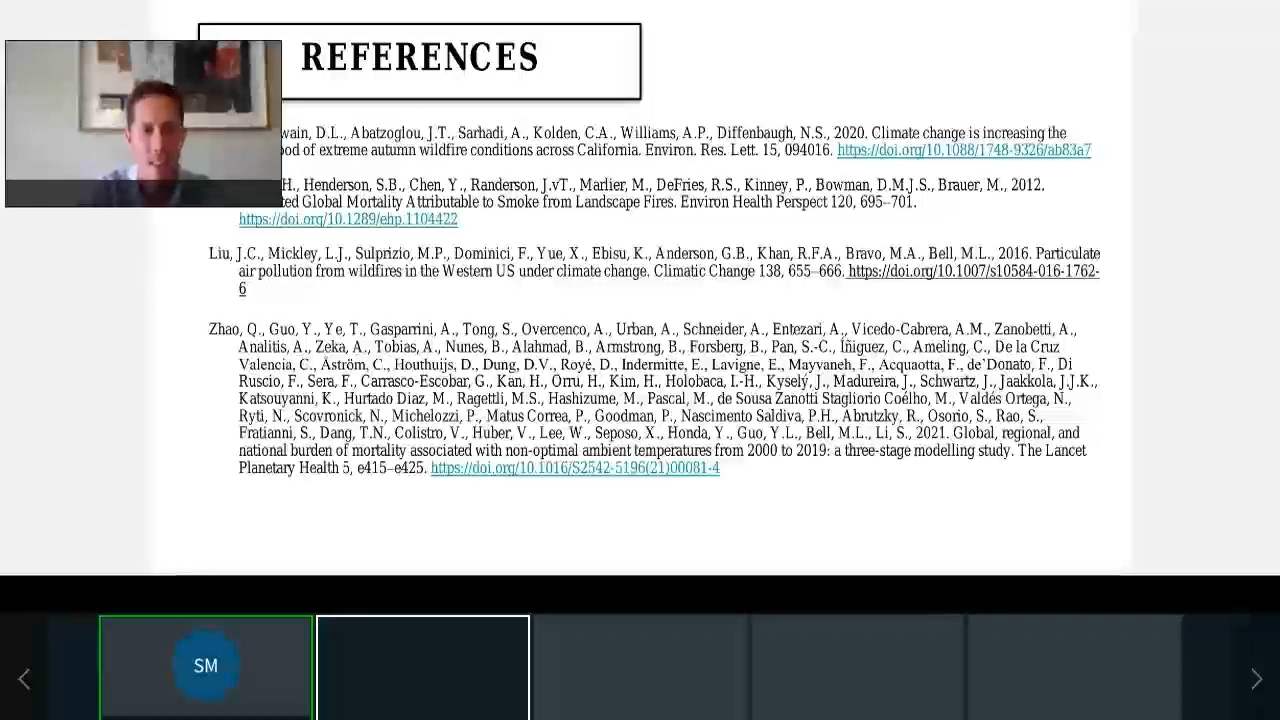 REFERENCES
D.L., Abatzoglou, J.T., Sarhadi, A., Kolden, C.A., Williams, A.P., Diffenbaugh, N.S., 2020. Climate change is increasing the
of extreme autumn wildfire conditions across California. Environ. Res. Lett. 15, 094016. https://doi.org/10.1088/1748-9326/ab83a7
H., Henderson, S.B., Chen, Y., Randerson, J.vT., Marlier, M., DeFries, R.S., Kinney, P., Bowman, D.M.J.S., Brauer, M., 2012.
Global Mortality Attributable to Smoke from Landscape Fires. Environ Health Perspect 120, 695–701.
https://doi.org/10.1289/ehp.1104422
Liu, J.C., Mickley, L.J., Sulprizio, M.P., Dominici, F., Yue, X., Ebisu, K., Anderson, G.B., Khan, R.F.A., Bravo, M.A., Bell, M.L., 2016. Particulate
air pollution from wildfires in the Western US under climate change. Climatic Change 138, 655–666. https://doi.org/10.1007/s10584-016-1762-
6
Zhao, Q., Guo, Y., Ye, T., Gasparrini, A., Tong, S., Overcenco, A., Urban, A., Schneider, A., Entezari, A., Vicedo-Cabrera, A.M., Zanobetti, A.,
Analitis, A., Zeka, A., Tobias, A., Nunes, B., Alahmad, B., Armstrong, B., Forsberg, B., Pan, S.-C., Íñiguez, C., Ameling, C., De la Cruz
Valencia, C., Åström, C., Houthuijs, D., Dung, D.V., Royé, D., Indermitte, E., Lavigne, E., Mayvaneh, F., Acquaotta, F., de'Donato, F., Di
Ruscio, F., Sera, F., Carrasco-Escobar, G., Kan, H., Orru, H., Kim, H., Holobaca, I.-H., Kyselý, J., Madureira, J., Schwartz, J., Jaakkola, J.J.K.,
Katsouyanni, K., Hurtado Diaz, M., Ragettli, M.S., Hashizume, M., Pascal, M., de Sousa Zanotti Stagliorio Coélho, M., Valdés Ortega, N.,
Ryti, N., Scovronick, N., Michelozzi, P., Matus Correa, P., Goodman, P., Nascimento Saldiva, P.H., Abrutzky, R., Osorio, S., Rao, S.,
Fratianni, S., Dang, T.N., Colistro, V., Huber, V., Lee, W., Seposo, X., Honda, Y., Guo, Y.L., Bell, M.L., Li, S., 2021. Global, regional, and
national burden of mortality associated with non-optimal ambient temperatures from 2000 to 2019: a three-stage modelling study. The Lancet
Planetary Health 5, e415–e425. https://doi.org/10.1016/S2542-5196(21)00081-4
SM